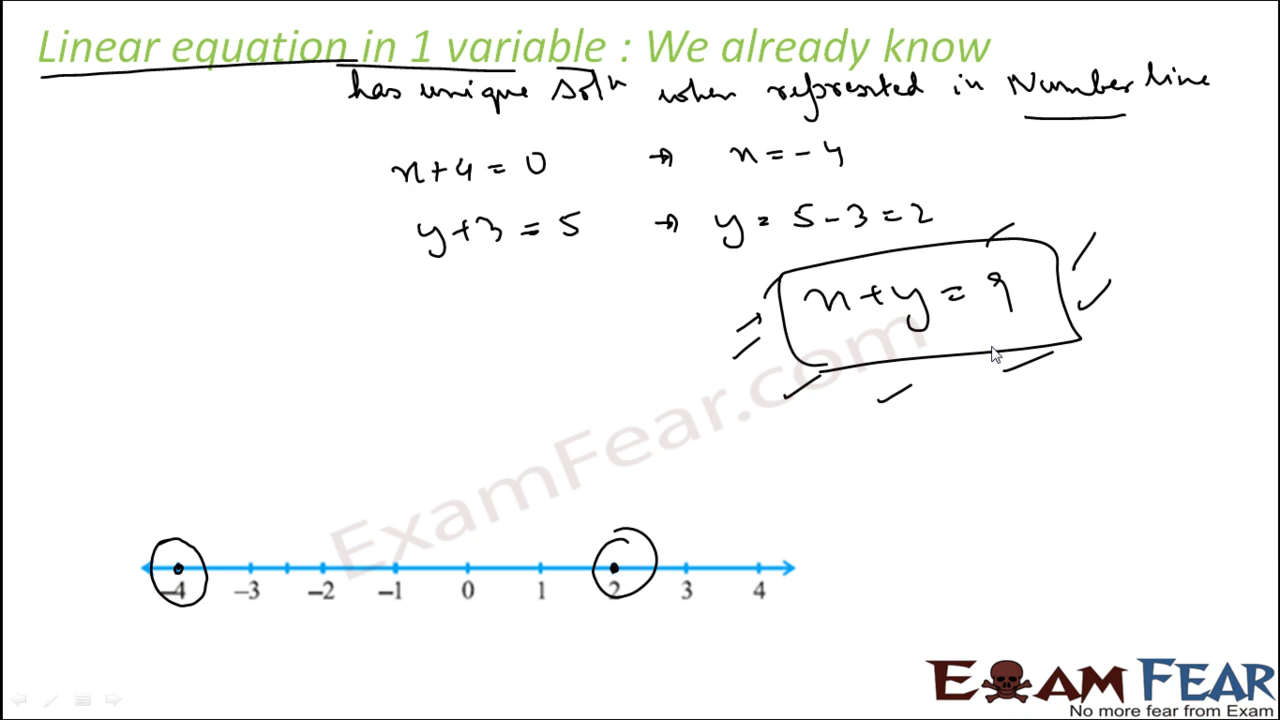 Linear equation in 1 variable : We already know
has unique Solⁿ when represented in Number line
x+4=0 → x=-4
y+3=5 → y=5-3=2
x+y=9
ExamFear.com
-4 -3 -2 -1 0 1 2 3 4
EXAM FEAR
No more fear from Exam